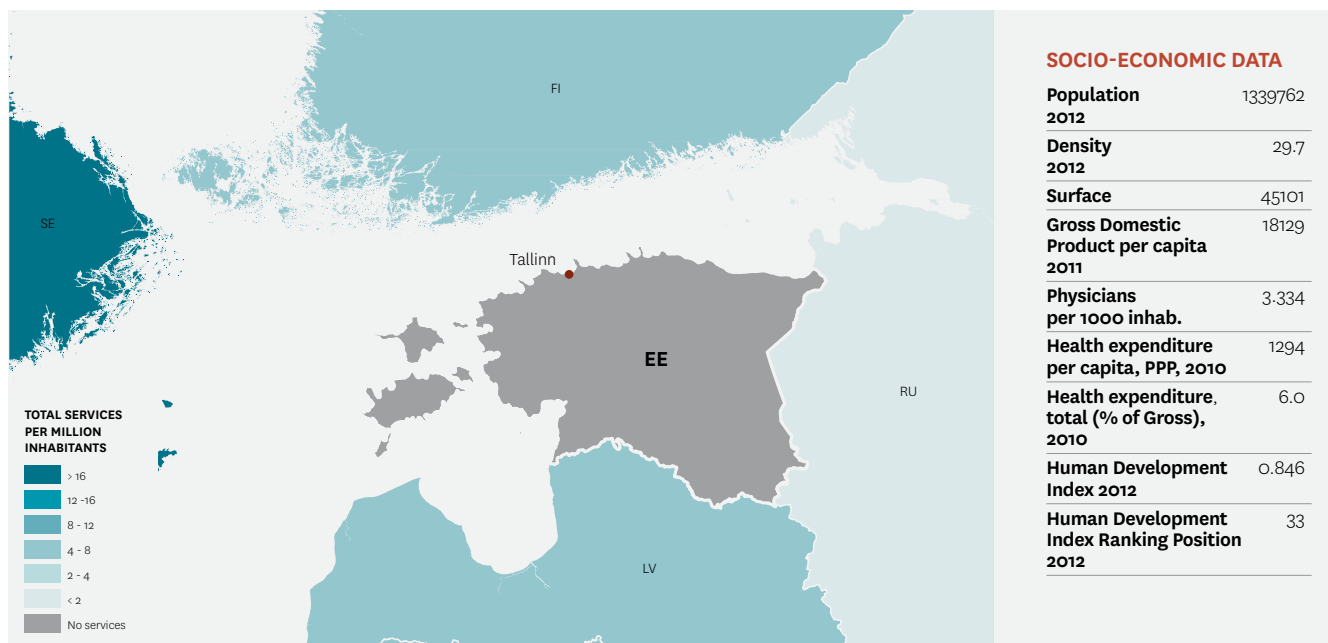 FI
SE
Tallinn
EE
RU
LV
TOTAL SERVICES
PER MILLION
INHABITANTS
> 16
12 -16
8 - 12
4 - 8
2 - 4
< 2
No services
SOCIO-ECONOMIC DATA
Population 1339762
2012
Density 29.7
2012
Surface 45101
Gross Domestic 18129
Product per capita
2011
Physicians 3.334
per 1000 inhab.
Health expenditure 1294
per capita, PPP, 2010
Health expenditure, 6.0
total (% of Gross),
2010
Human Development 0.846
Index 2012
Human Development 33
Index Ranking Position
2012